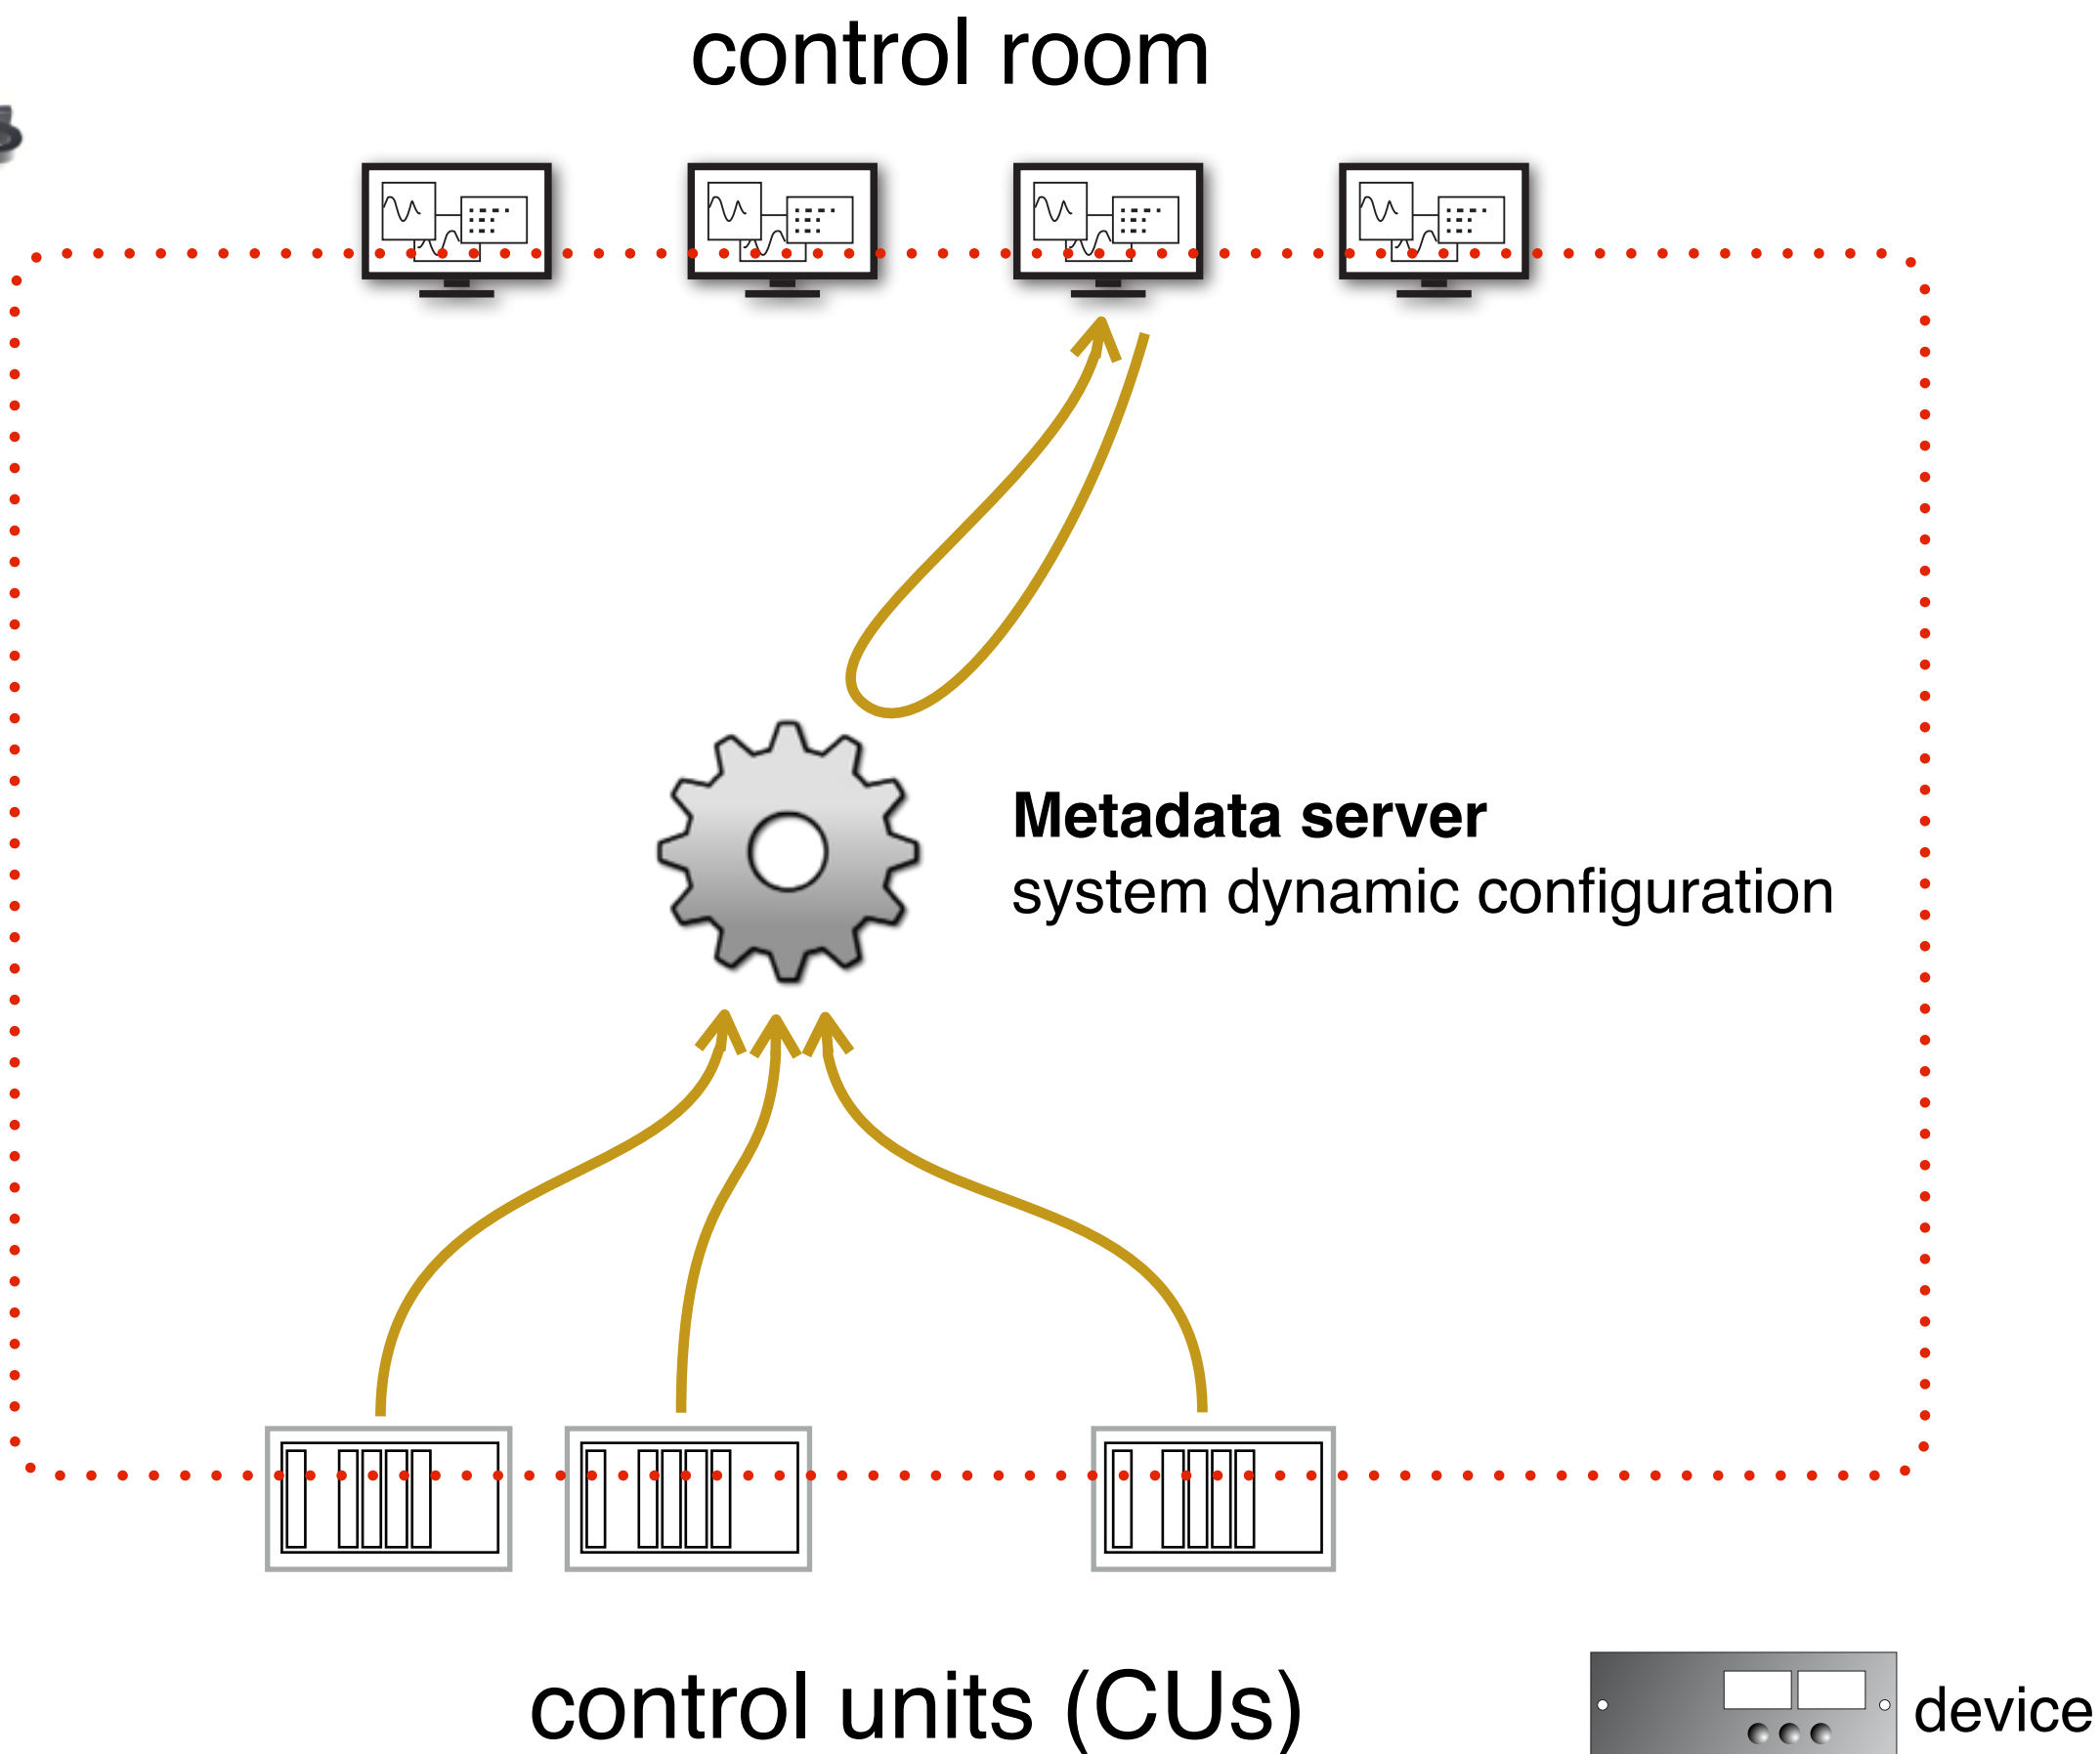 control room
Metadata server
system dynamic configuration
control units (CUs)
device